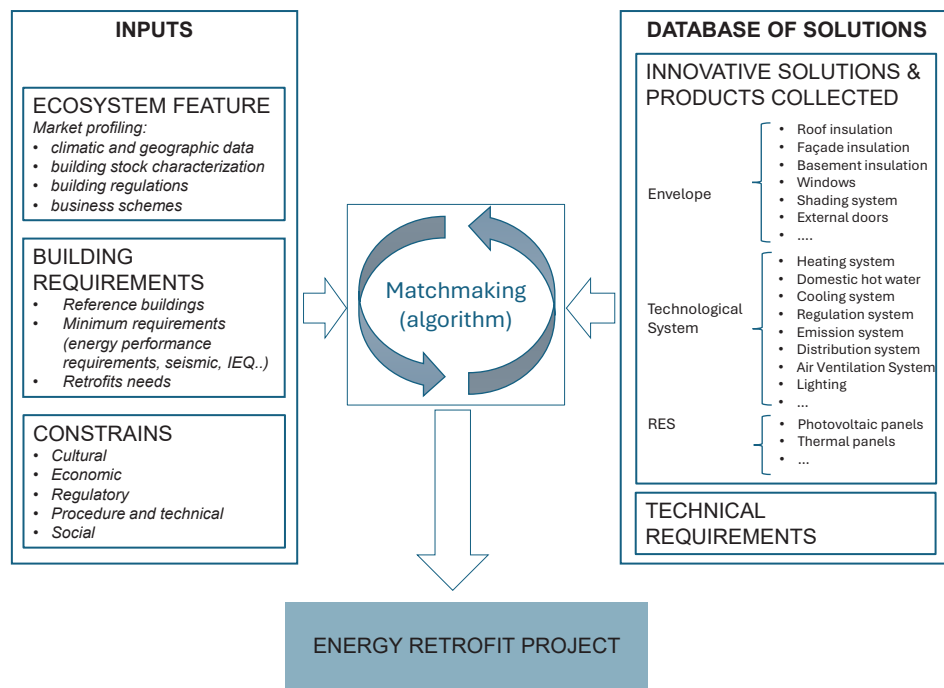 INPUTS
ECOSYSTEM FEATURE
Market profiling:
• climatic and geographic data
• building stock characterization
• building regulations
• business schemes
BUILDING
REQUIREMENTS
• Reference buildings
• Minimum requirements
(energy performance
requirements, seismic, IEQ..)
• Retrofits needs
CONSTRAINS
• Cultural
• Economic
• Regulatory
• Procedure and technical
• Social
Matchmaking
(algorithm)
DATABASE OF SOLUTIONS
INNOVATIVE SOLUTIONS &
PRODUCTS COLLECTED
Envelope
• Roof insulation
• Façade insulation
• Basement insulation
• Windows
• Shading system
• External doors
• ....
Technological
System
• Heating system
• Domestic hot water
• Cooling system
• Regulation system
• Emission system
• Distribution system
• Air Ventilation System
• Lighting
• ...
RES
• Photovoltaic panels
• Thermal panels
• ...
TECHNICAL
REQUIREMENTS
ENERGY RETROFIT PROJECT